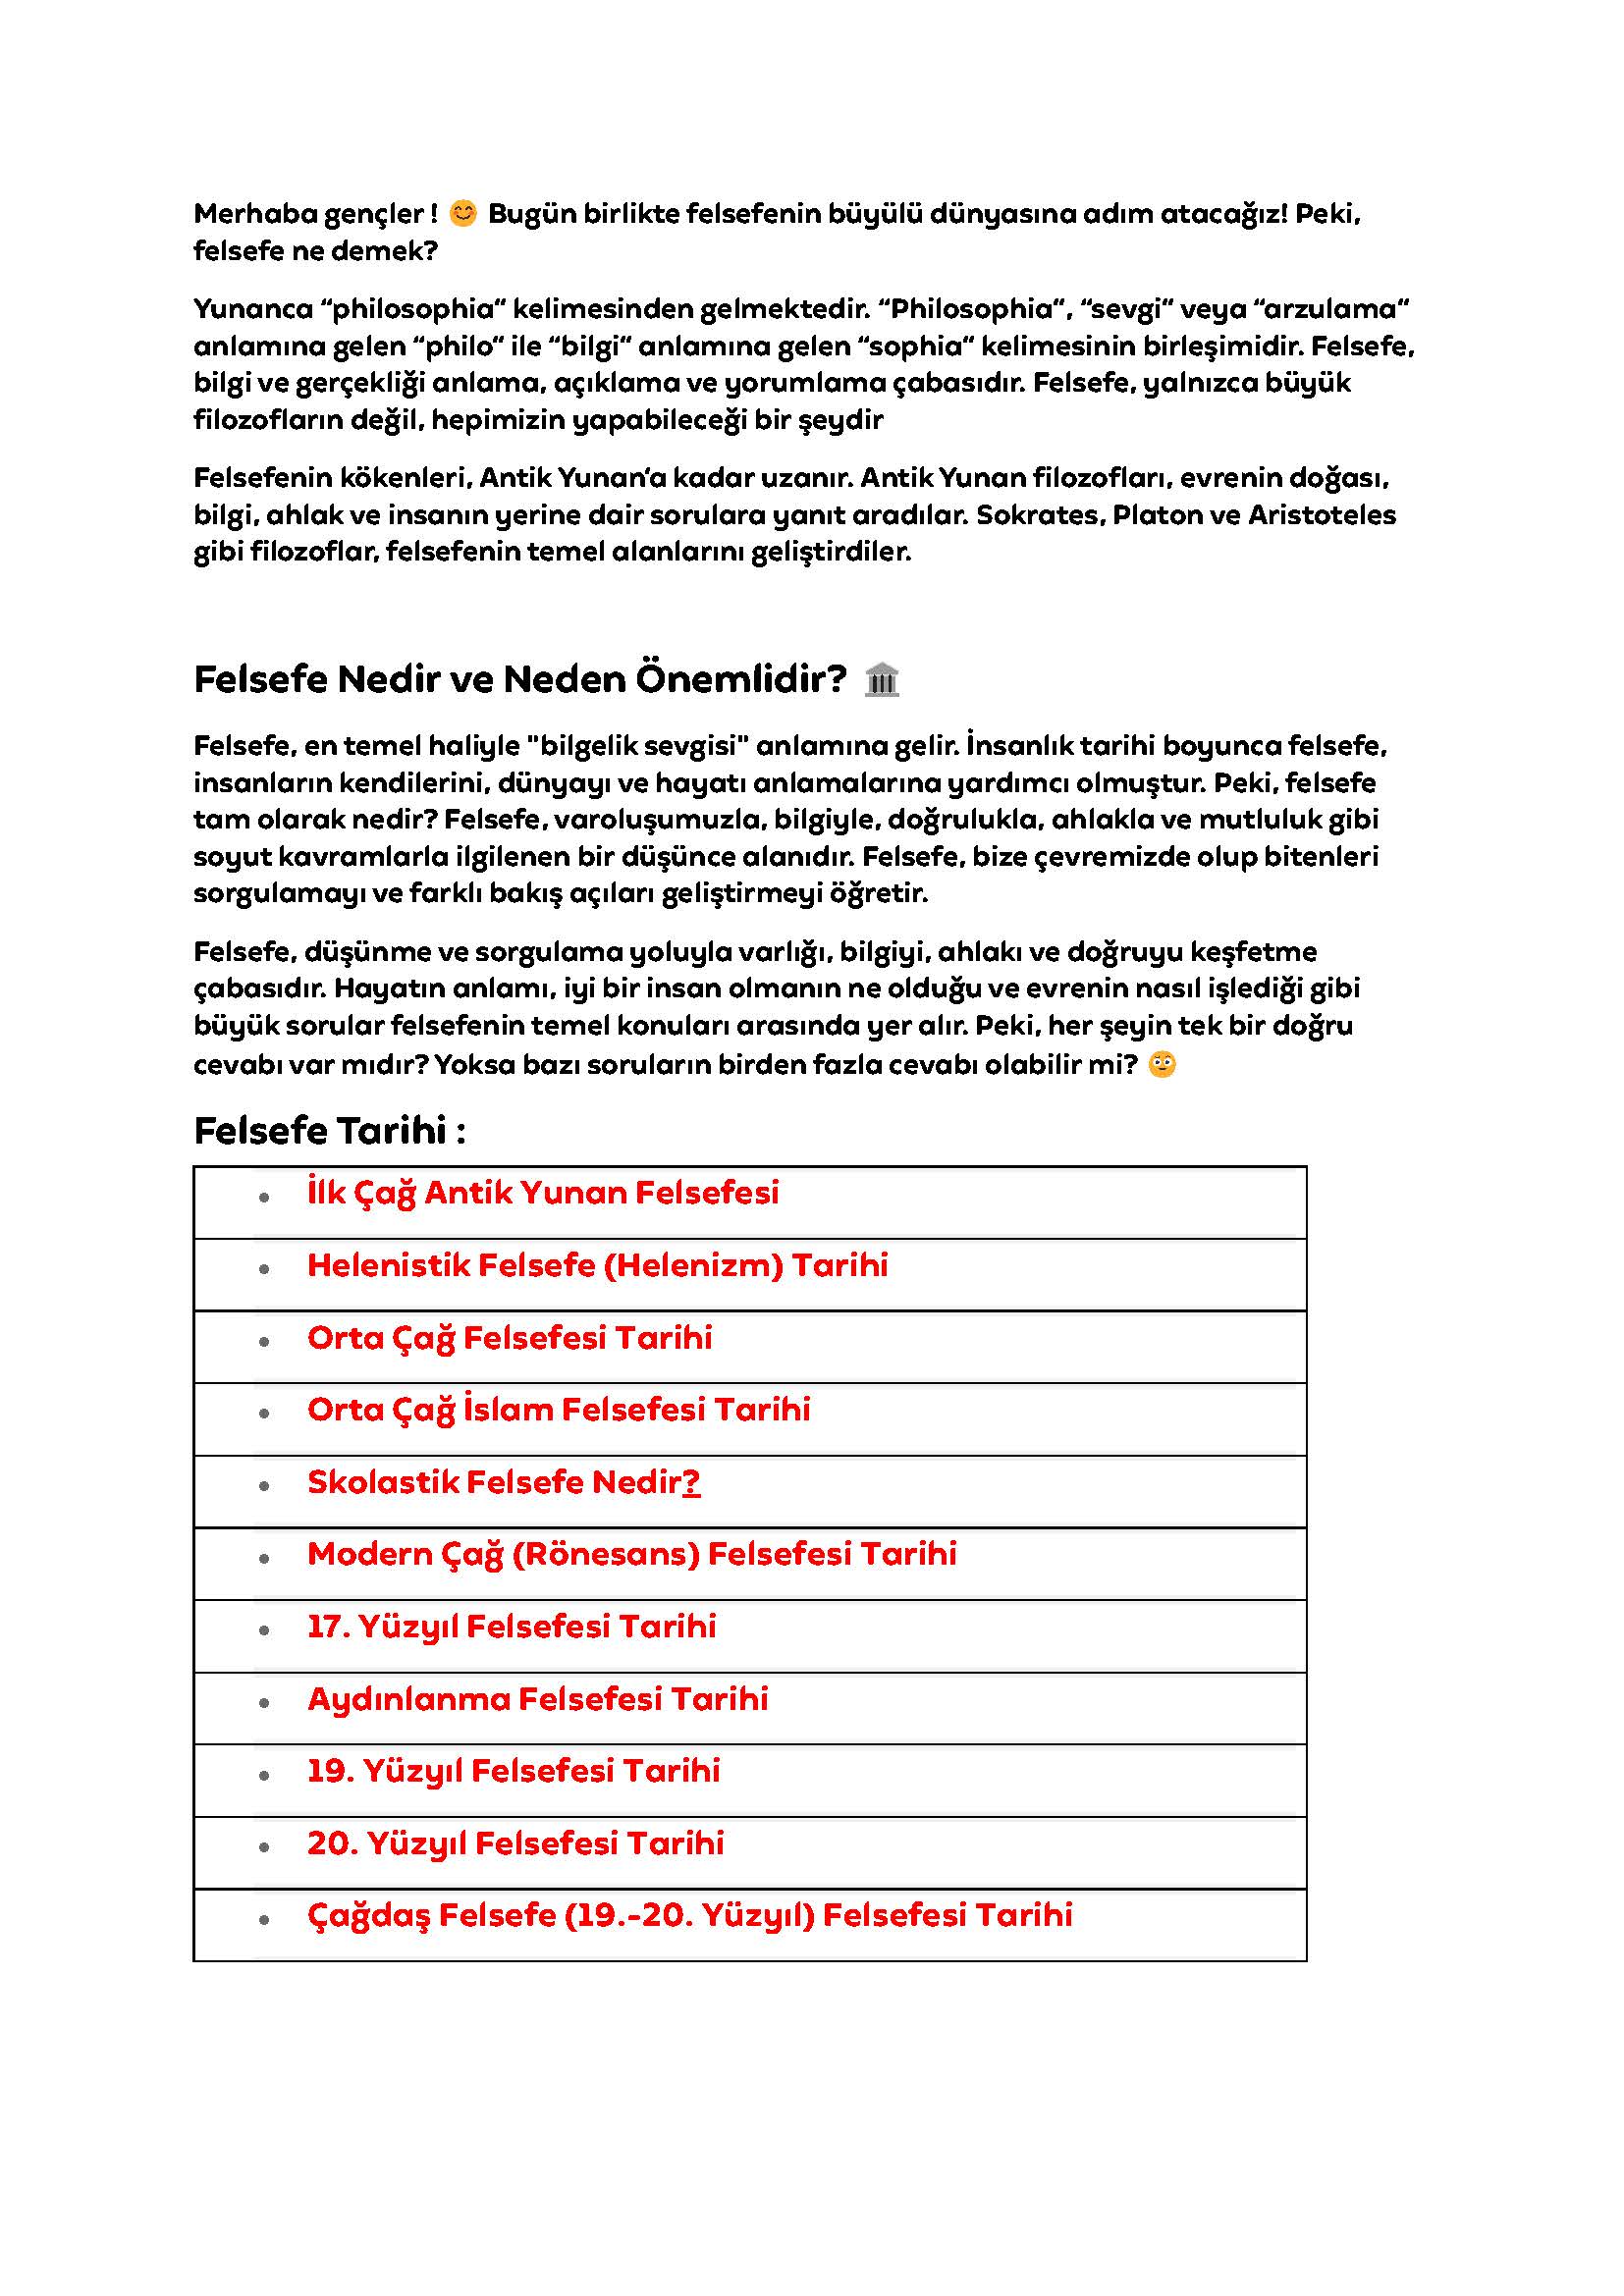 Merhaba gençler ! 😊 Bugün birlikte felsefenin büyülü dünyasına adım atacağız! Peki,
felsefe ne demek?
Yunanca “philosophia“ kelimesinden gelmektedir. “Philosophia“, “sevgi“ veya “arzulama“
anlamına gelen “philo“ ile “bilgi“ anlamına gelen “sophia“ kelimesinin birleşimidir. Felsefe,
bilgi ve gerçekliği anlama, açıklama ve yorumlama çabasıdır. Felsefe, yalnızca büyük
filozofların değil, hepimizin yapabileceği bir şeydir
Felsefenin kökenleri, Antik Yunan‘a kadar uzanır. Antik Yunan filozofları, evrenin doğası,
bilgi, ahlak ve insanın yerine dair sorulara yanıt aradılar. Sokrates, Platon ve Aristoteles
gibi filozoflar, felsefenin temel alanlarını geliştirdiler.
Felsefe Nedir ve Neden Önemlidir? 🏛️
Felsefe, en temel haliyle "bilgelik sevgisi" anlamına gelir. İnsanlık tarihi boyunca felsefe,
insanların kendilerini, dünyayı ve hayatı anlamalarına yardımcı olmuştur. Peki, felsefe
tam olarak nedir? Felsefe, varoluşumuzla, bilgiyle, doğrulukla, ahlakla ve mutluluk gibi
soyut kavramlarla ilgilenen bir düşünce alanıdır. Felsefe, bize çevremizde olup bitenleri
sorgulamayı ve farklı bakış açıları geliştirmeyi öğretir.
Felsefe, düşünme ve sorgulama yoluyla varlığı, bilgiyi, ahlakı ve doğruyu keşfetme
çabasıdır. Hayatın anlamı, iyi bir insan olmanın ne olduğu ve evrenin nasıl işlediği gibi
büyük sorular felsefenin temel konuları arasında yer alır. Peki, her şeyin tek bir doğru
cevabı var mıdır? Yoksa bazı soruların birden fazla cevabı olabilir mi? 🙄
Felsefe Tarihi :
• İlk Çağ Antik Yunan Felsefesi
• Helenistik Felsefe (Helenizm) Tarihi
• Orta Çağ Felsefesi Tarihi
• Orta Çağ İslam Felsefesi Tarihi
• Skolastik Felsefe Nedir?
• Modern Çağ (Rönesans) Felsefesi Tarihi
• 17. Yüzyıl Felsefesi Tarihi
• Aydınlanma Felsefesi Tarihi
• 19. Yüzyıl Felsefesi Tarihi
• 20. Yüzyıl Felsefesi Tarihi
• Çağdaş Felsefe (19.-20. Yüzyıl) Felsefesi Tarihi